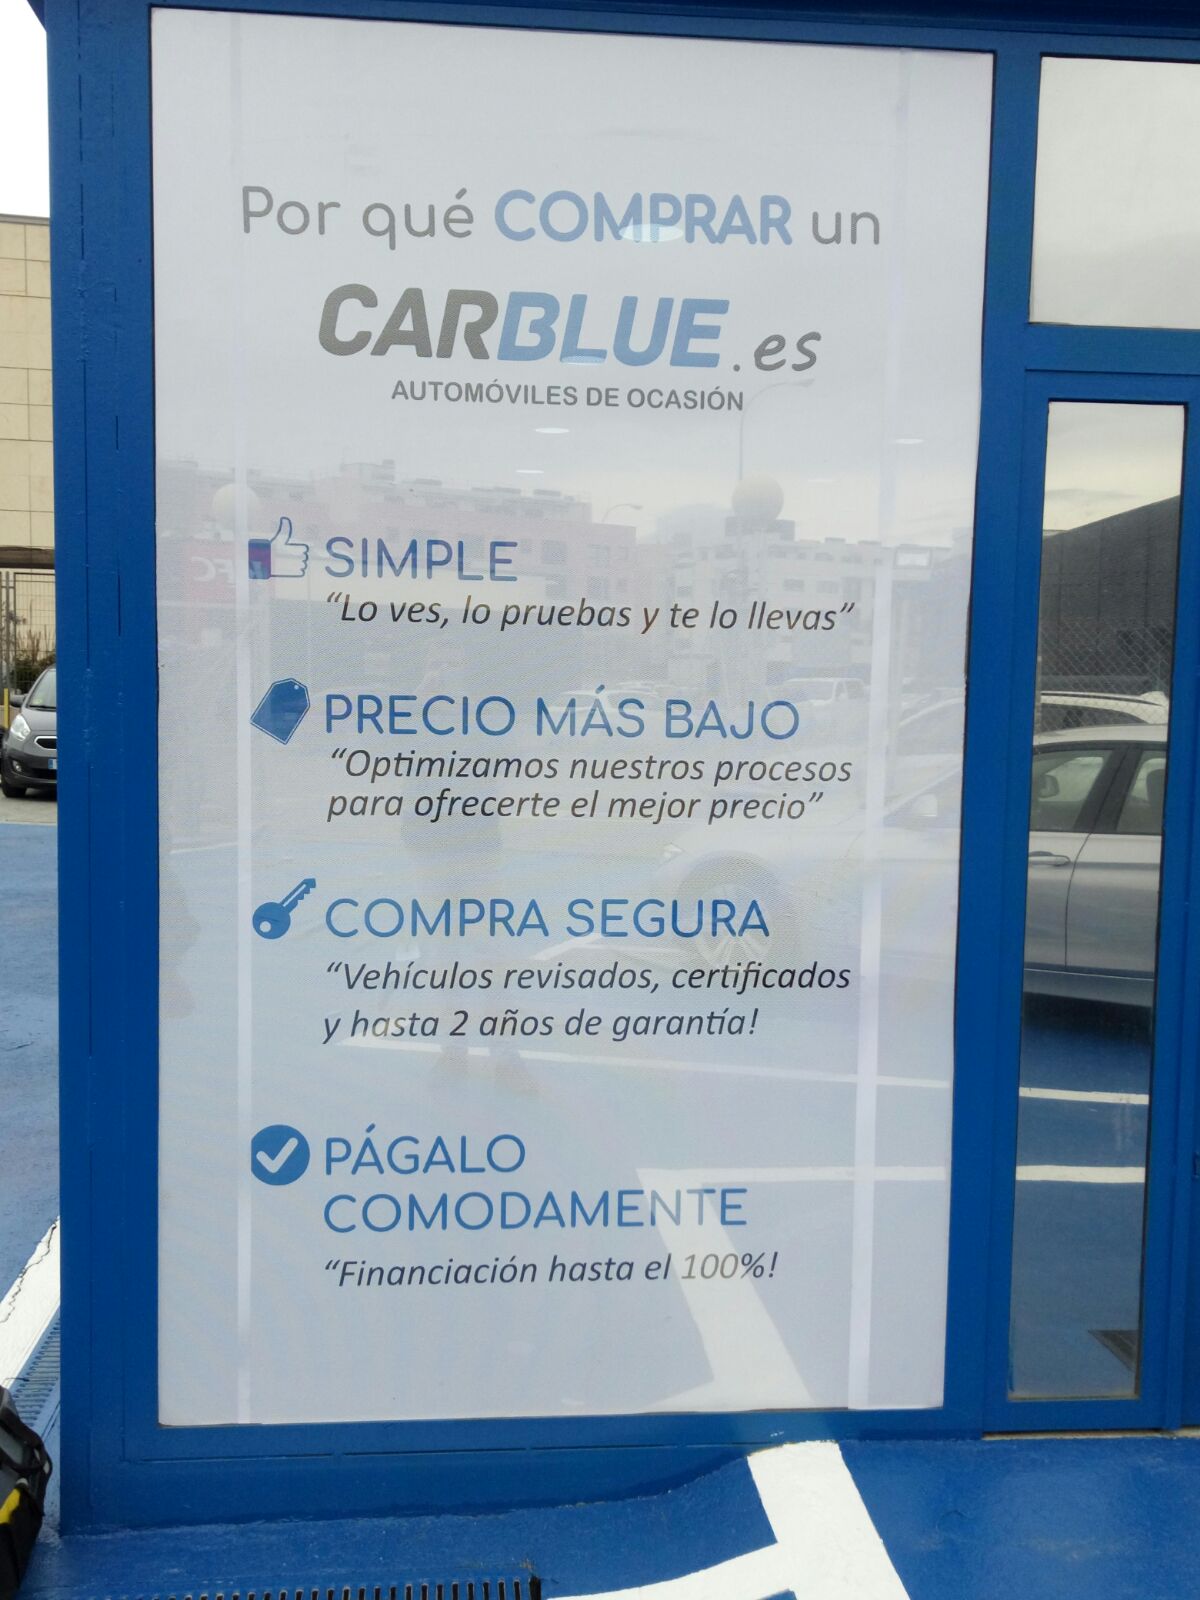 Por qué COMPRAR un
CARBLUE.es
AUTOMÓVILES DE OCASIÓN
SIMPLE
“Lo ves, lo pruebas y te lo llevas”
PRECIO MÁS BAJO
“Optimizamos nuestros procesos
para ofrecerte el mejor precio”
COMPRA SEGURA
“Vehículos revisados, certificados
y hasta 2 años de garantía!
PÁGALO
COMODAMENTE
“Financiación hasta el 100%!